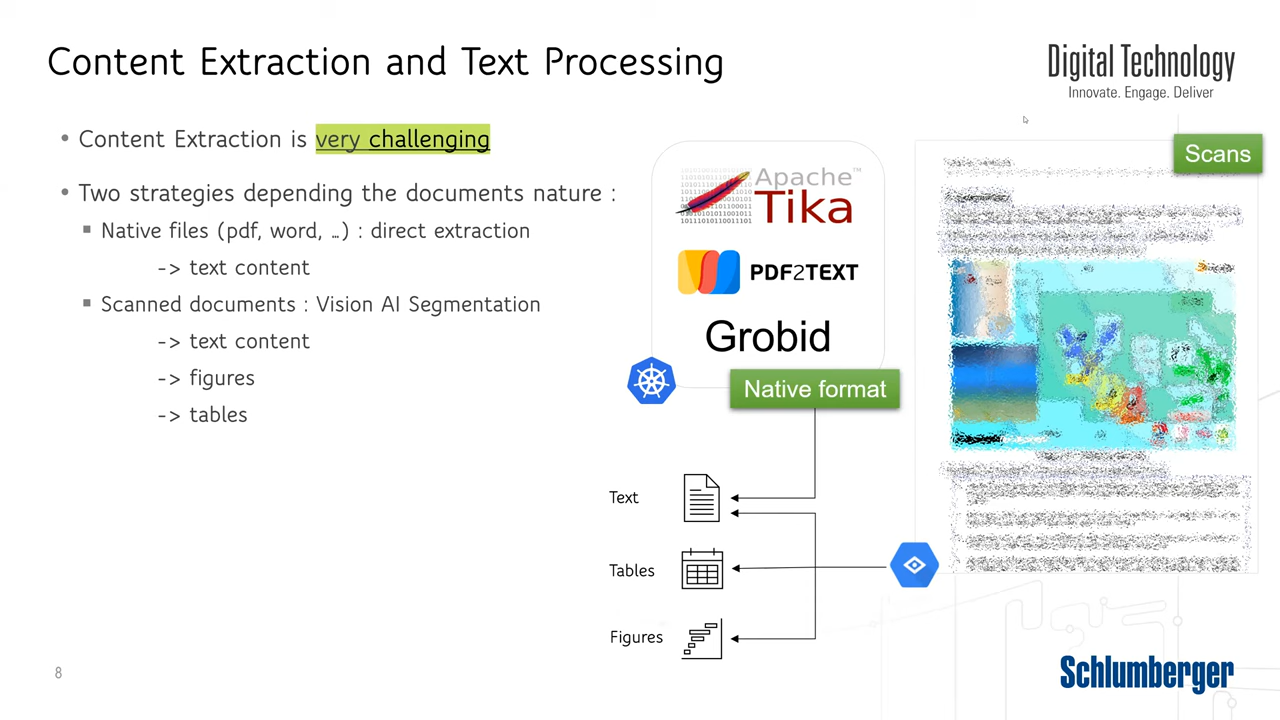 Content Extraction and Text Processing
Digital Technology
Innovate. Engage. Deliver
• Content Extraction is very challenging
• Two strategies depending the documents nature :
▪ Native files (pdf, word, …) : direct extraction
-> text content
▪ Scanned documents : Vision AI Segmentation
-> text content
-> figures
-> tables
Apache™
Tika
PDF2TEXT
Grobid
Native format
Scans
Text
Tables
Figures
8
Schlumberger